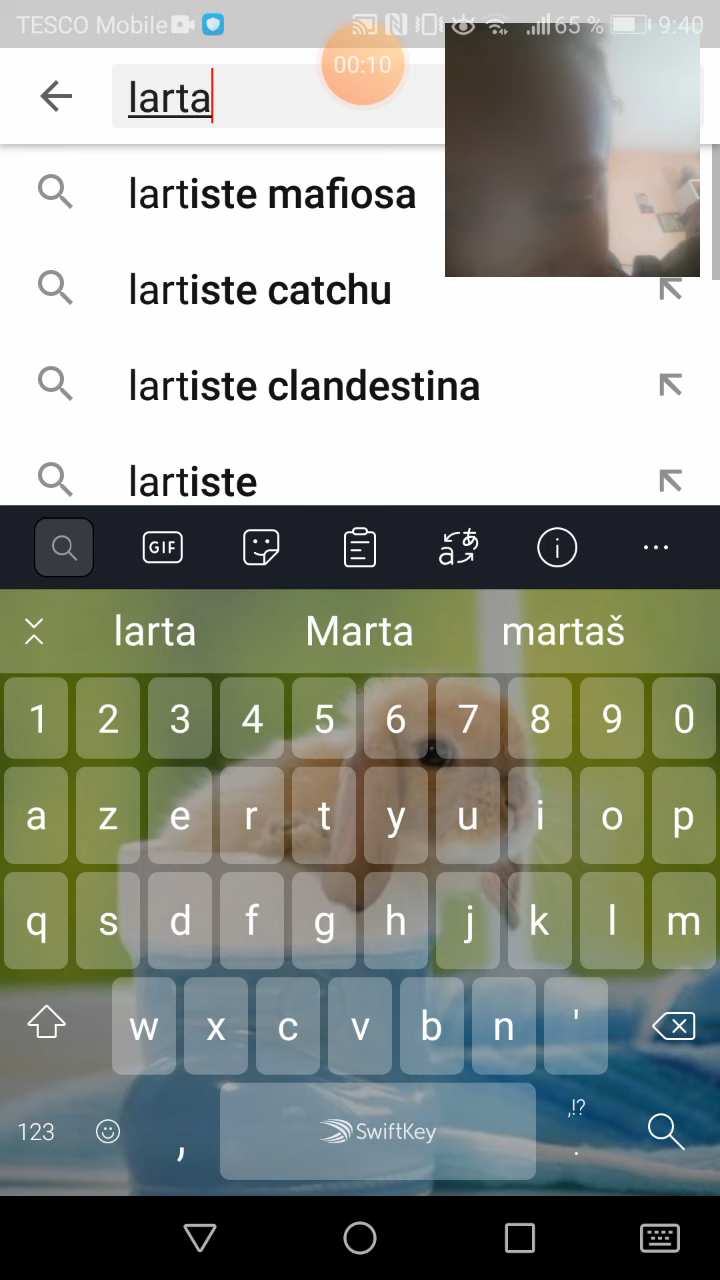 TESCO Mobile 65 % 9:40
00:10
larta
lartiste mafiosa
lartiste catchu
lartiste clandestina
lartiste
GIF
larta Marta martaš
1 2 3 4 5 6 7 8 9 0
a z e r t y u i o p
q s d f g h j k l m
w x c v b n '
123 , SwiftKey ,!? .